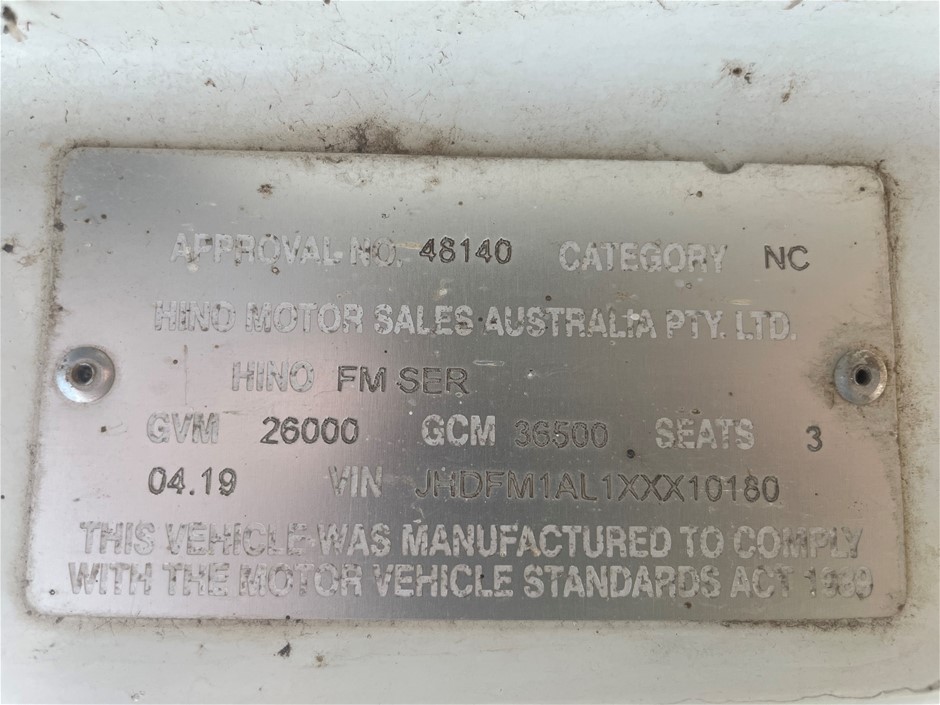 APPROVAL NO. 48140 CATEGORY NC
HINO MOTOR SALES AUSTRALIA PTY. LTD.
HINO FM SER
GVM 26000 GCM 36500 SEATS 3
04.19 VIN JHDFM1AL1XXX10180
THIS VEHICLE WAS MANUFACTURED TO COMPLY
WITH THE MOTOR VEHICLE STANDARDS ACT 1989